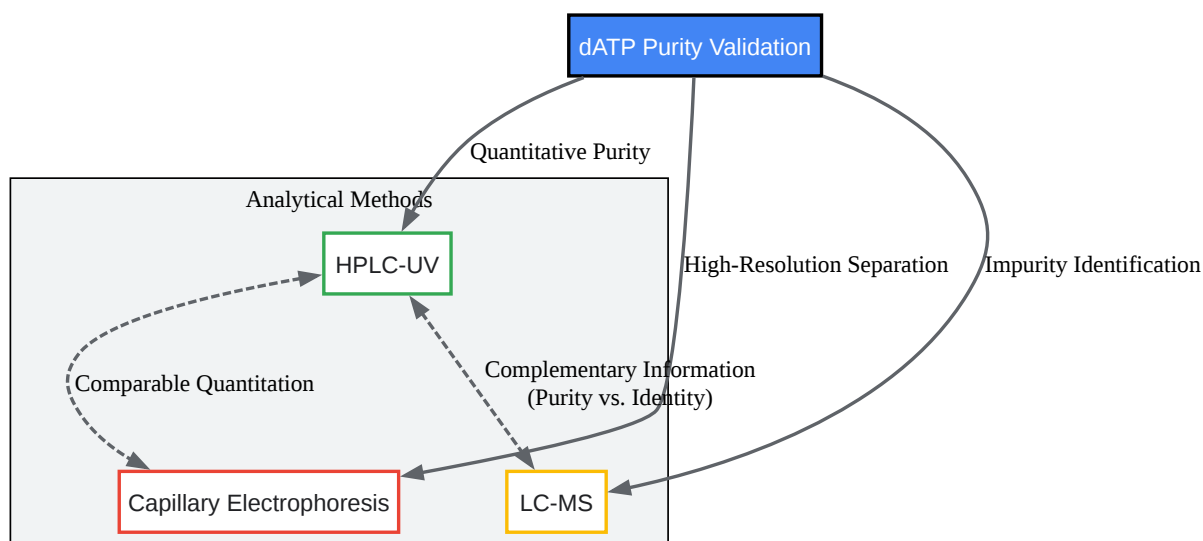 dATP Purity Validation
Quantitative Purity
Analytical Methods
HPLC-UV
High-Resolution Separation
Impurity Identification
Comparable Quantitation
Complementary Information
(Purity vs. Identity)
Capillary Electrophoresis
LC-MS